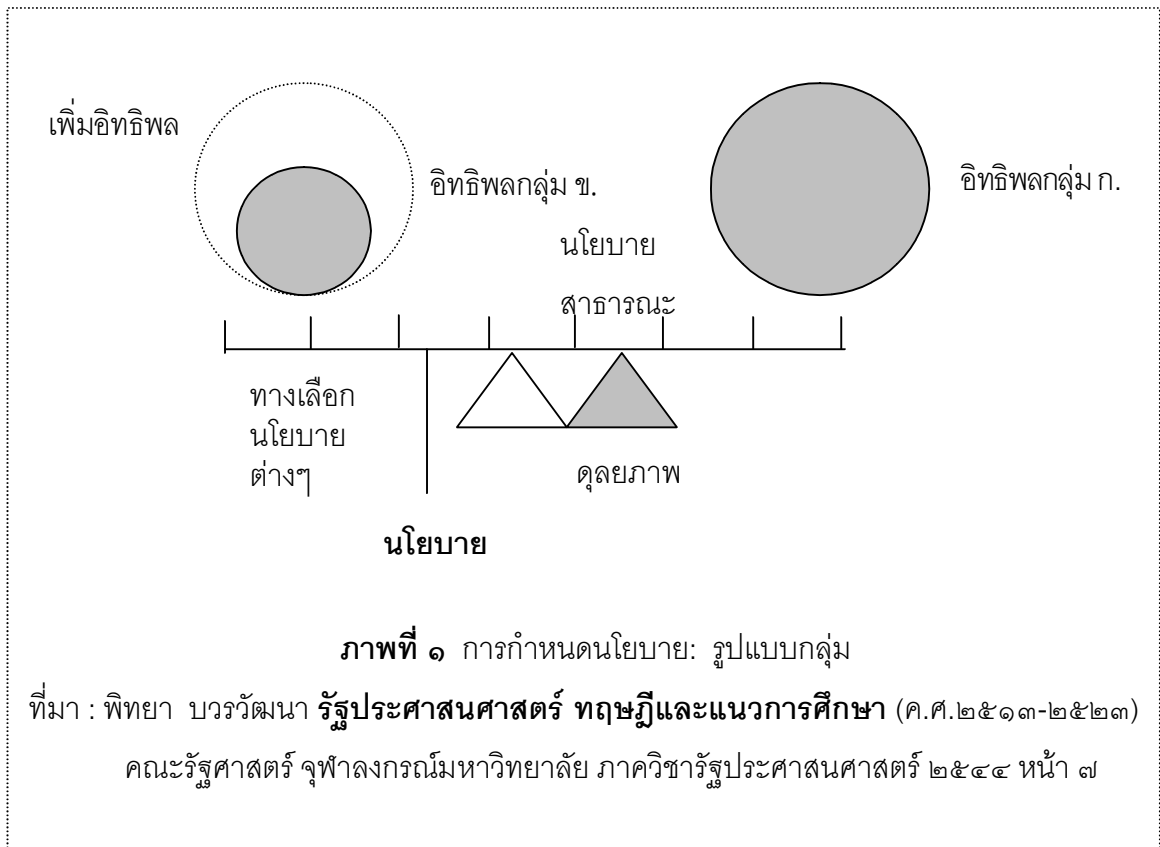 เพิ่มอิทธิพล
อิทธิพลกลุ่ม ข.
อิทธิพลกลุ่ม ก.
นโยบาย
สาธารณะ
ทางเลือก
นโยบาย
ต่างๆ
ดุลยภาพ
นโยบาย
ภาพที่ ๑ การกำหนดนโยบาย: รูปแบบกลุ่ม
ที่มา : พิทยา บวรวัฒนา รัฐประศาสนศาสตร์ ทฤษฎีและแนวการศึกษา (ค.ศ.๒๕๑๓-๒๕๒๓)
คณะรัฐศาสตร์ จุฬาลงกรณ์มหาวิทยาลัย ภาควิชารัฐประศาสนศาสตร์ ๒๕๔๔ หน้า ๗